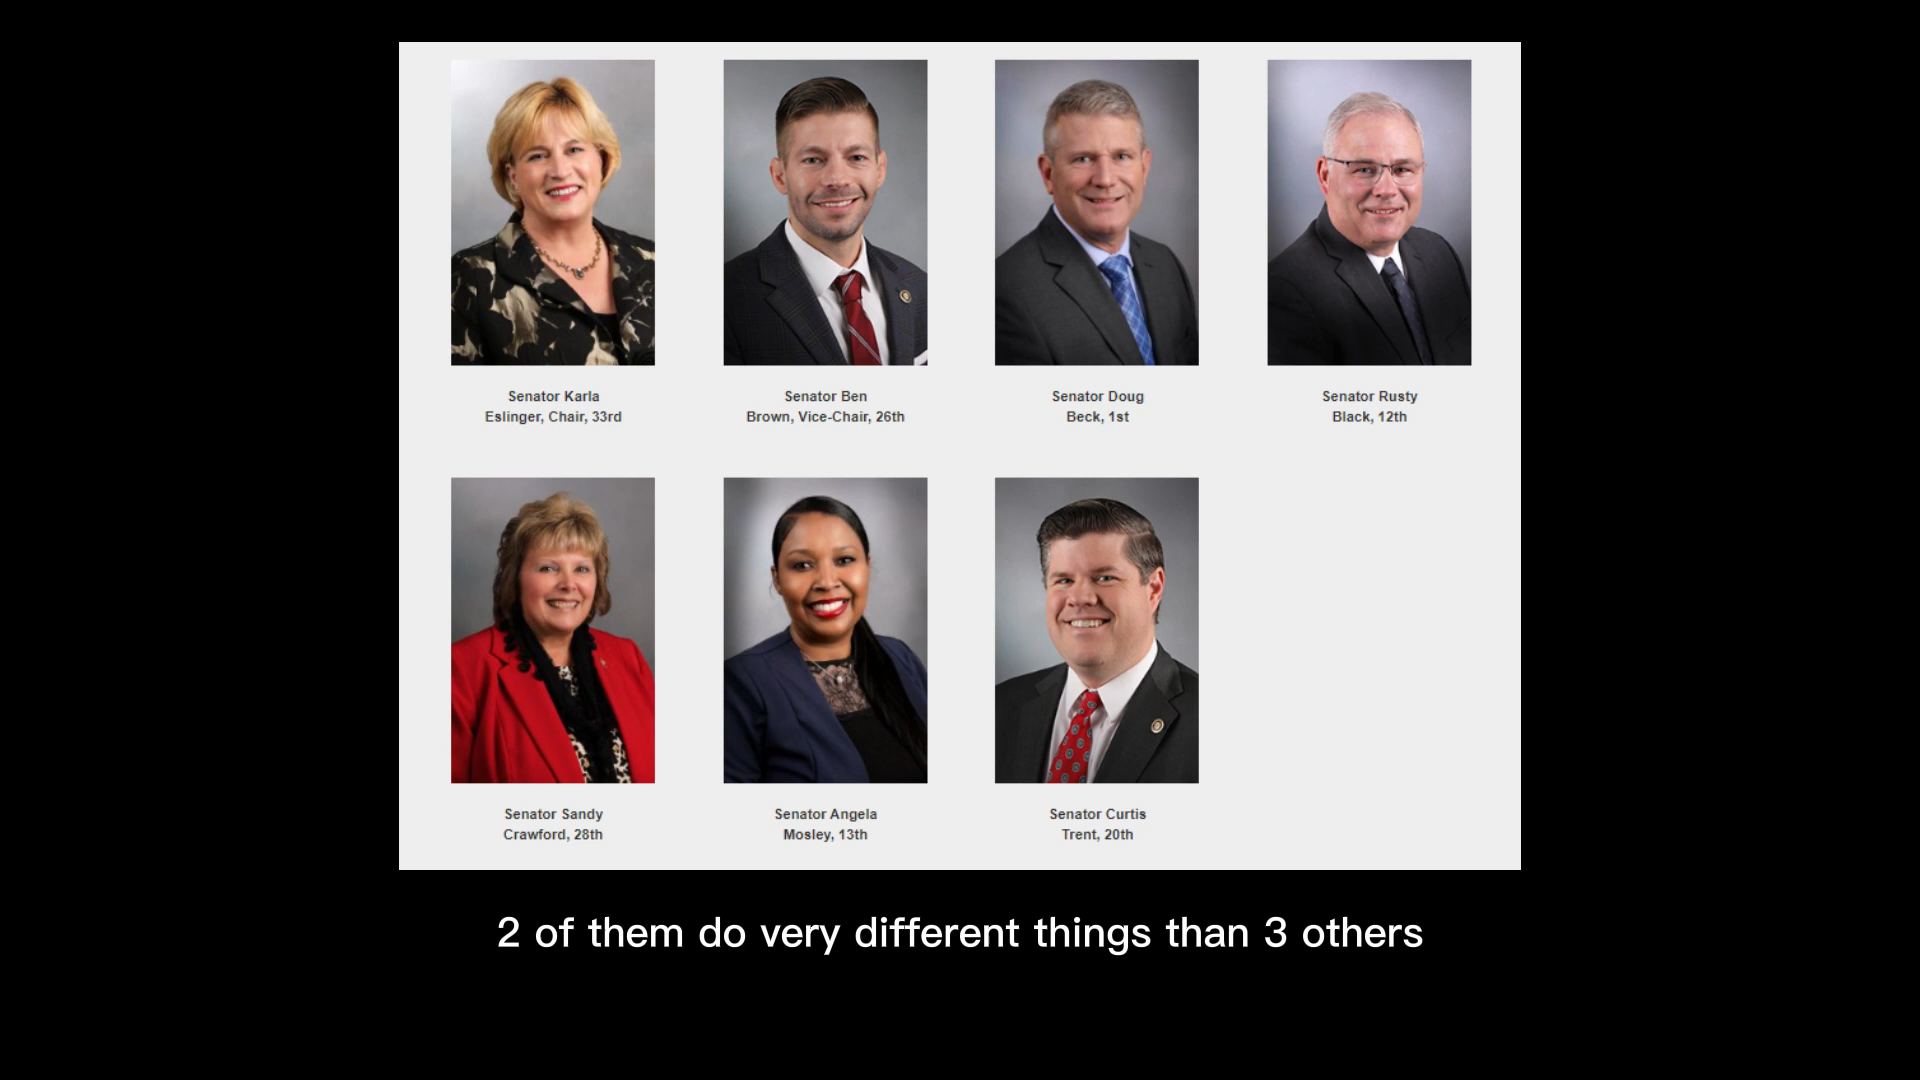 Senator Karla
Eslinger, Chair, 33rd
Senator Ben
Brown, Vice-Chair, 26th
Senator Doug
Beck, 1st
Senator Rusty
Black, 12th
Senator Sandy
Crawford, 28th
Senator Angela
Mosley, 13th
Senator Curtis
Trent, 20th
2 of them do very different things than 3 others